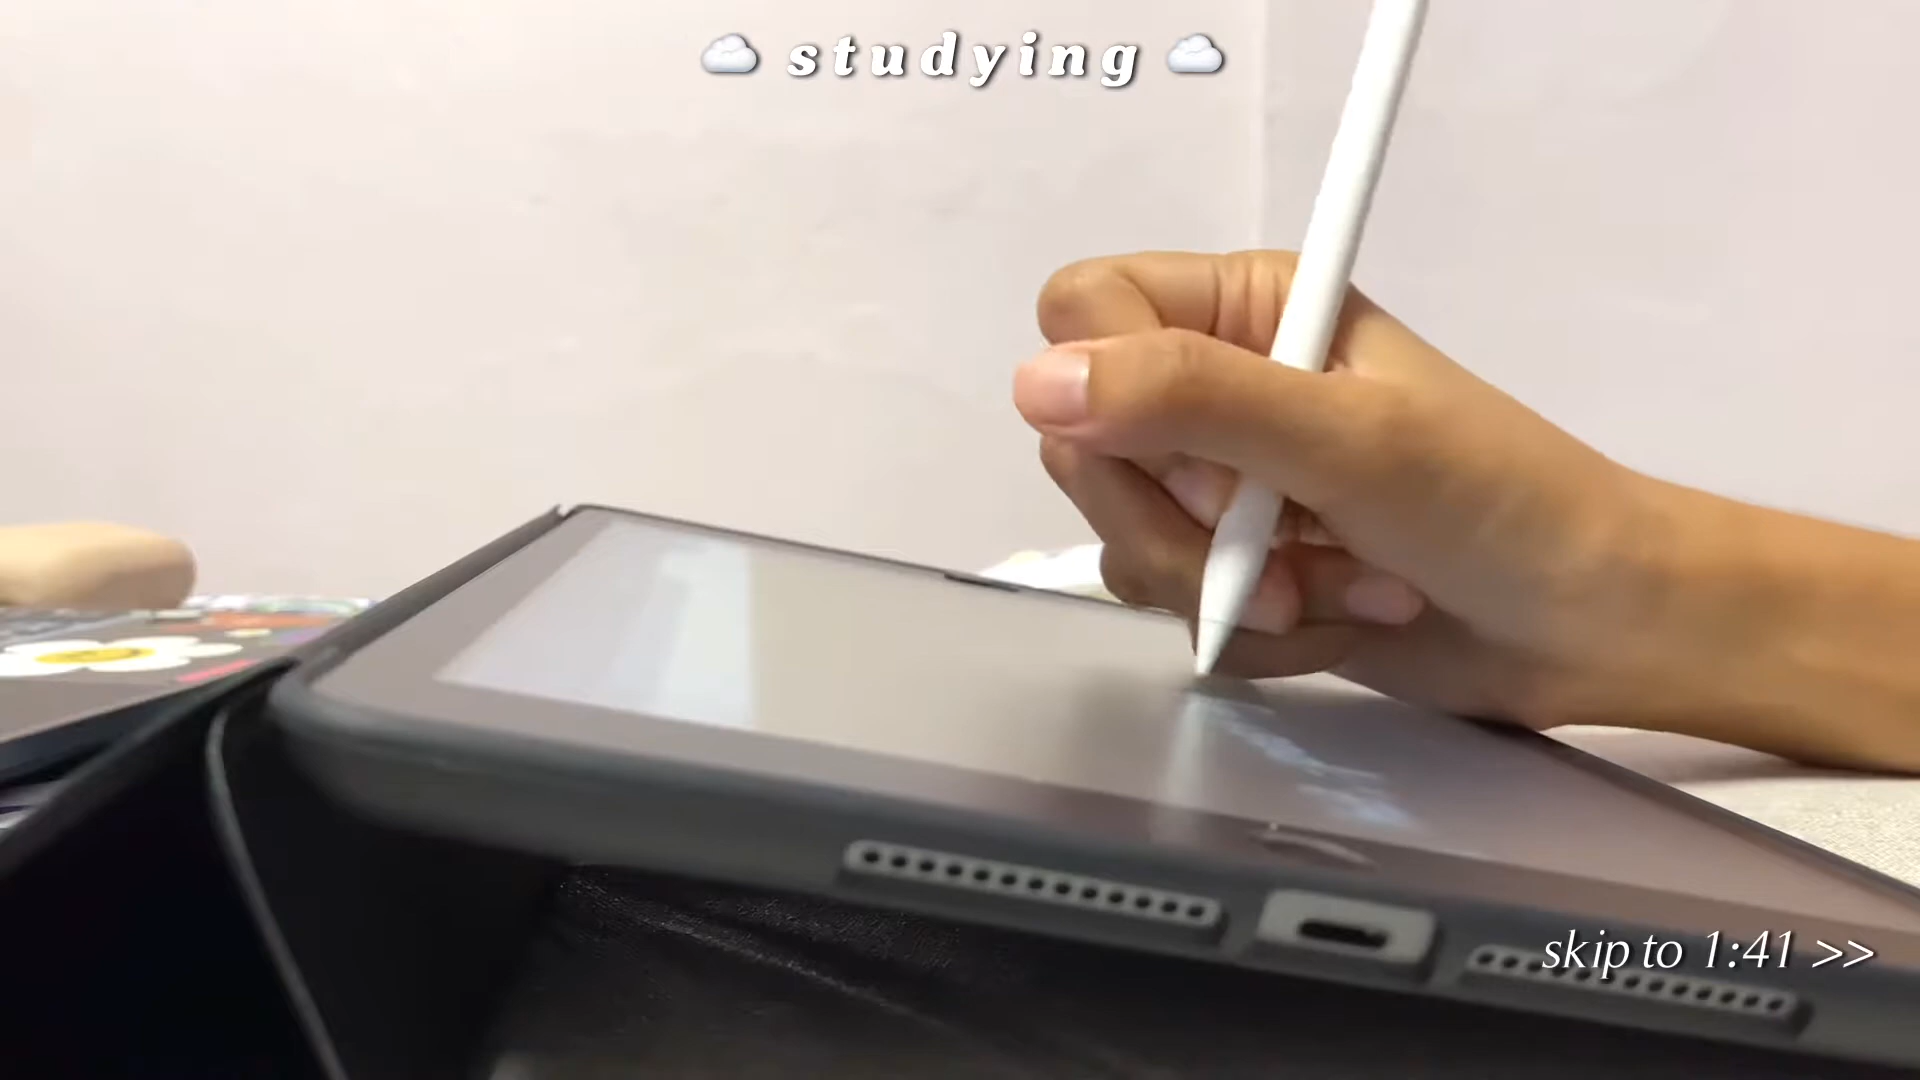 ☁️ studying ☁️
skip to 1:41 >>